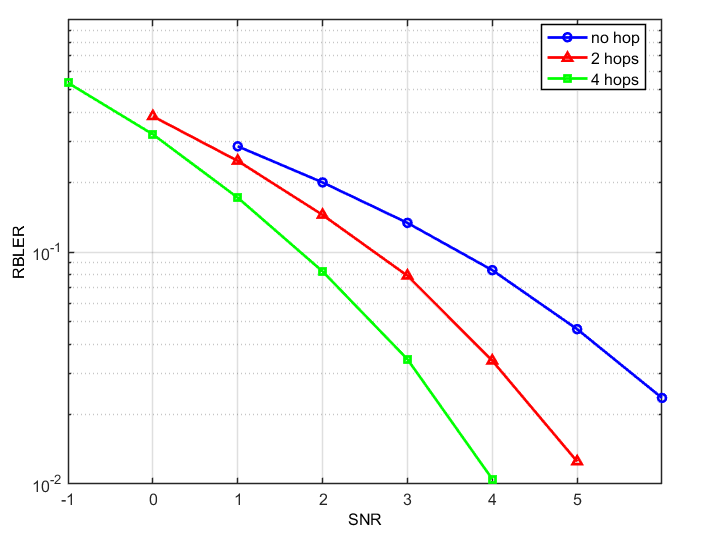 no hop
2 hops
4 hops
RBLER
10-1
10-2
-1 0 1 2 3 4 5
SNR